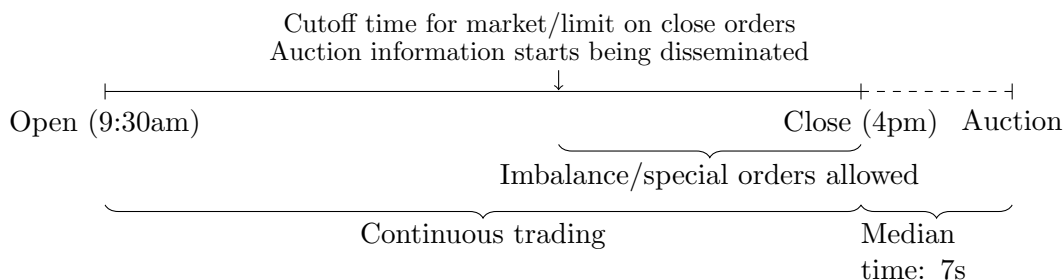 Cutoff time for market/limit on close orders
Auction information starts being disseminated
Open (9:30am)
Close (4pm)
Auction
Imbalance/special orders allowed
Continuous trading
Median
time: 7s